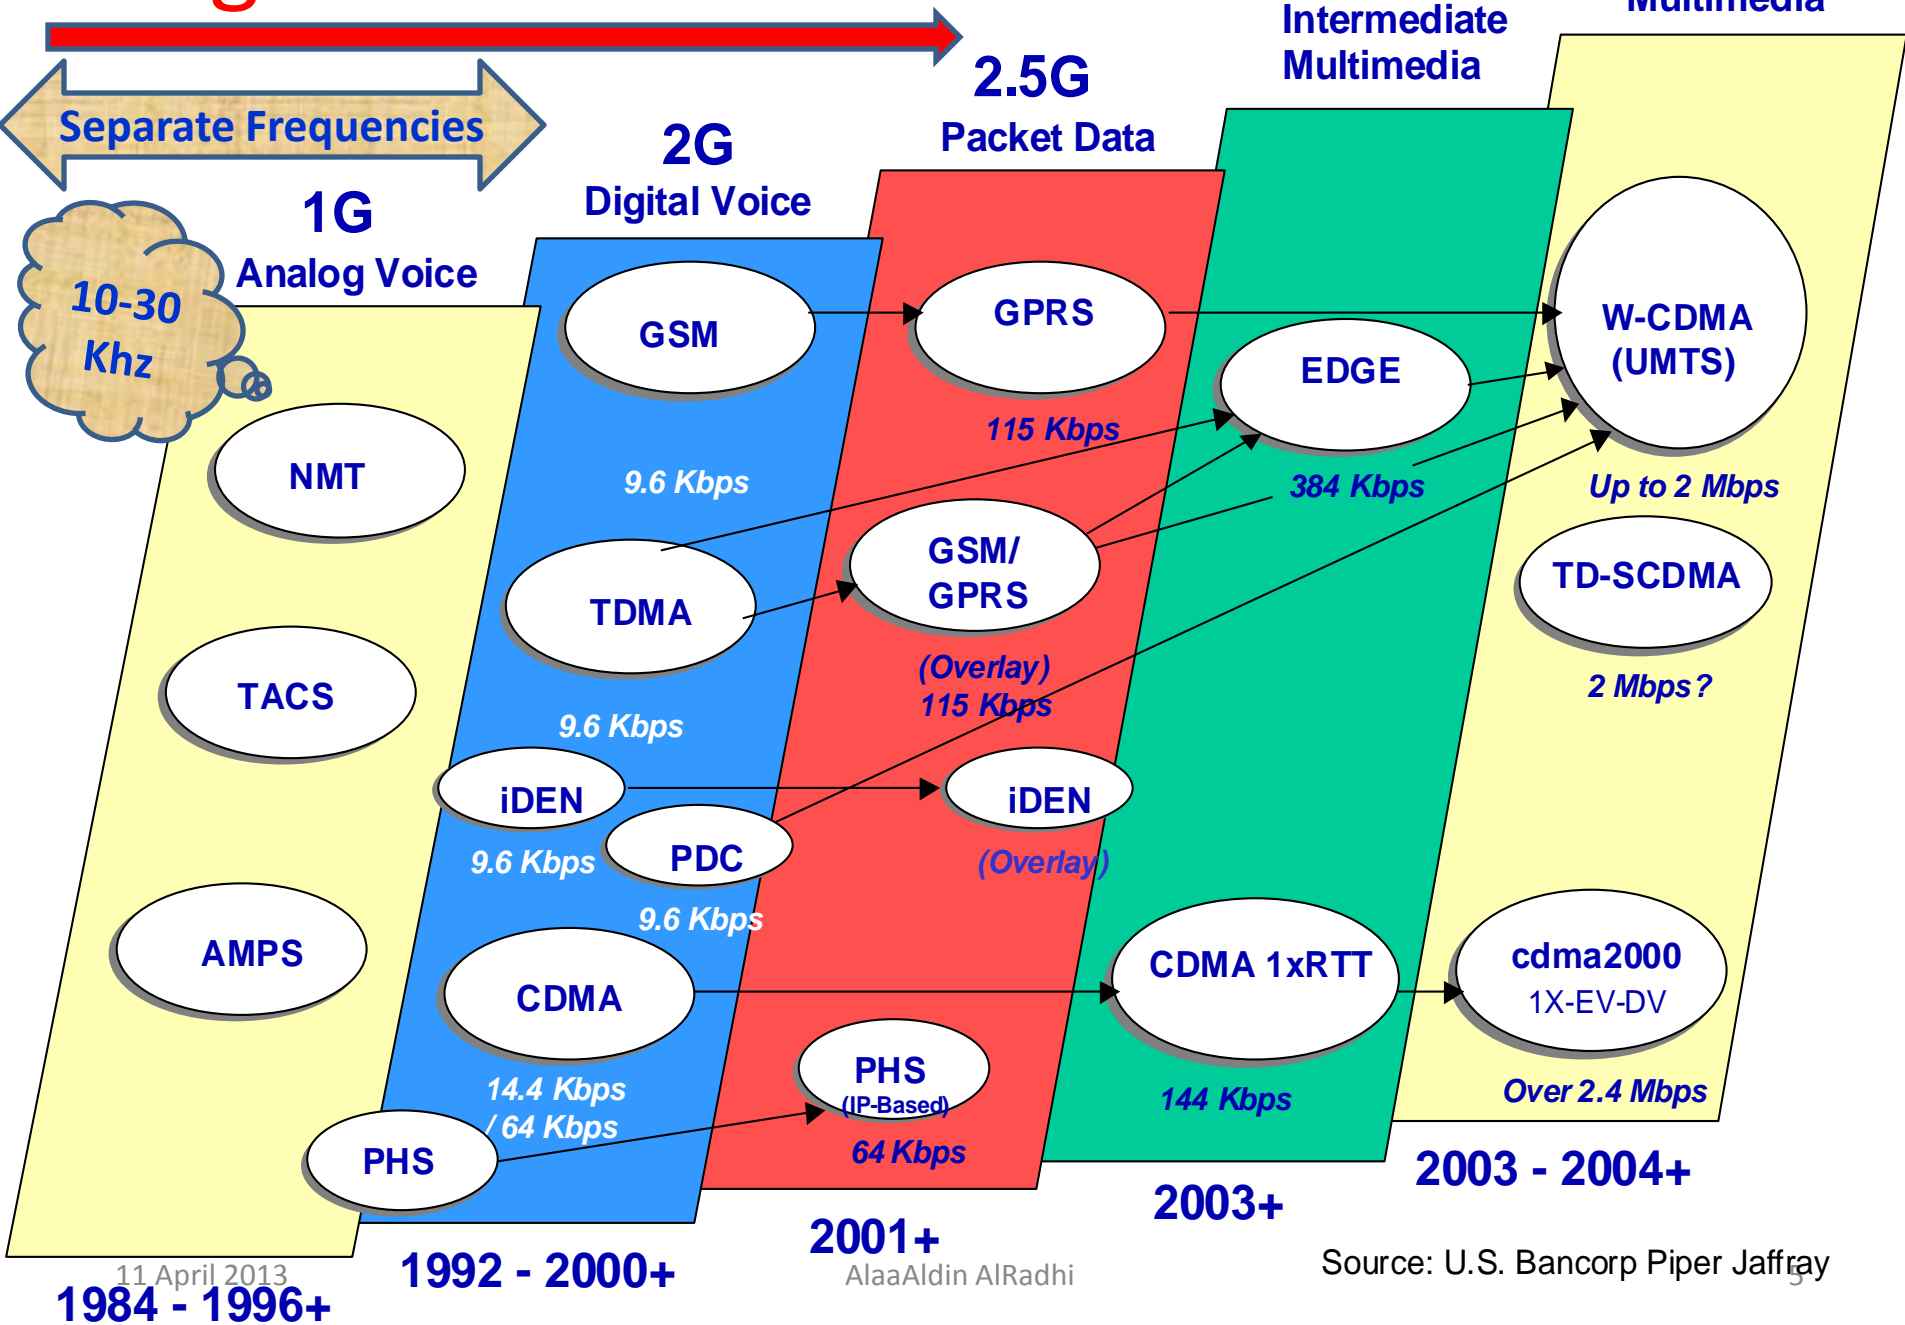 Intermediate
Multimedia
Multimedia
Separate Frequencies
2.5G
Packet Data
2G
Digital Voice
1G
Analog Voice
10-30
Khz
NMT
TACS
AMPS
GSM
9.6 Kbps
TDMA
9.6 Kbps
iDEN
9.6 Kbps
PDC
9.6 Kbps
CDMA
14.4 Kbps
/ 64 Kbps
PHS
GPRS
115 Kbps
GSM/
GPRS
(Overlay)
115 Kbps
iDEN
(Overlay)
PHS
(IP-Based)
64 Kbps
EDGE
384 Kbps
CDMA 1xRTT
144 Kbps
W-CDMA
(UMTS)
Up to 2 Mbps
TD-SCDMA
2 Mbps?
cdma2000
1X-EV-DV
Over 2.4 Mbps
1984 - 1996+
1992 - 2000+
2001+
2003+
2003 - 2004+
11 April 2013
AlaaAldin AlRadhi
Source: U.S. Bancorp Piper Jaffray
5